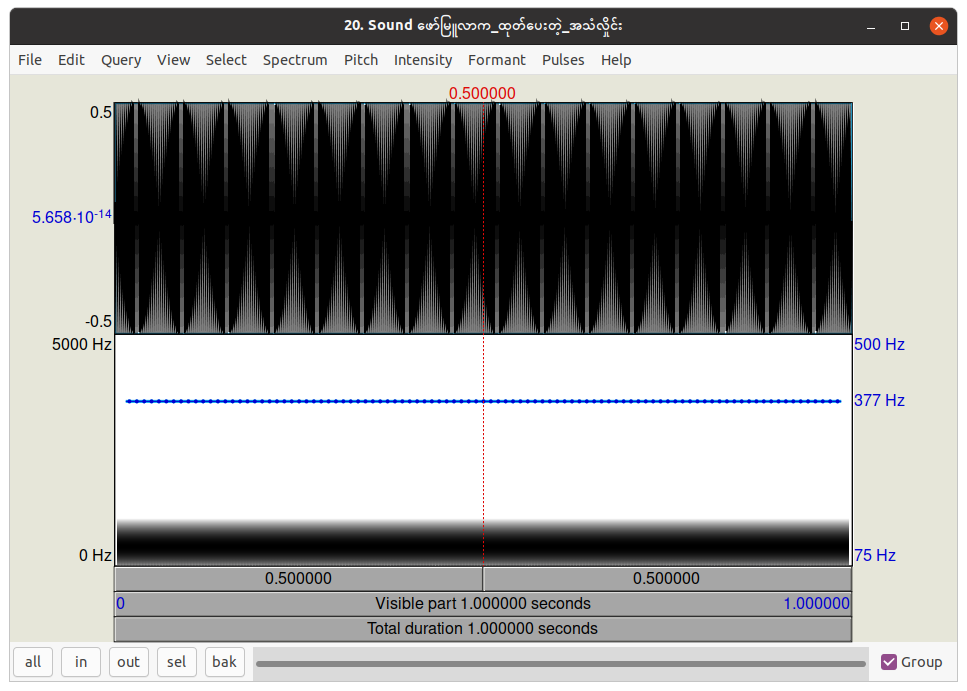 20. Sound ဖော်မြူလာက_ထုတ်ပေးတဲ့_အသံလှိုင်း
File Edit Query View Select Spectrum Pitch Intensity Formant Pulses Help
0.500000
0.5
5.658·10⁻¹⁴
-0.5
5000 Hz
500 Hz
377 Hz
0 Hz
75 Hz
0.500000 0.500000
0 Visible part 1.000000 seconds 1.000000
Total duration 1.000000 seconds
all in out sel bak Group